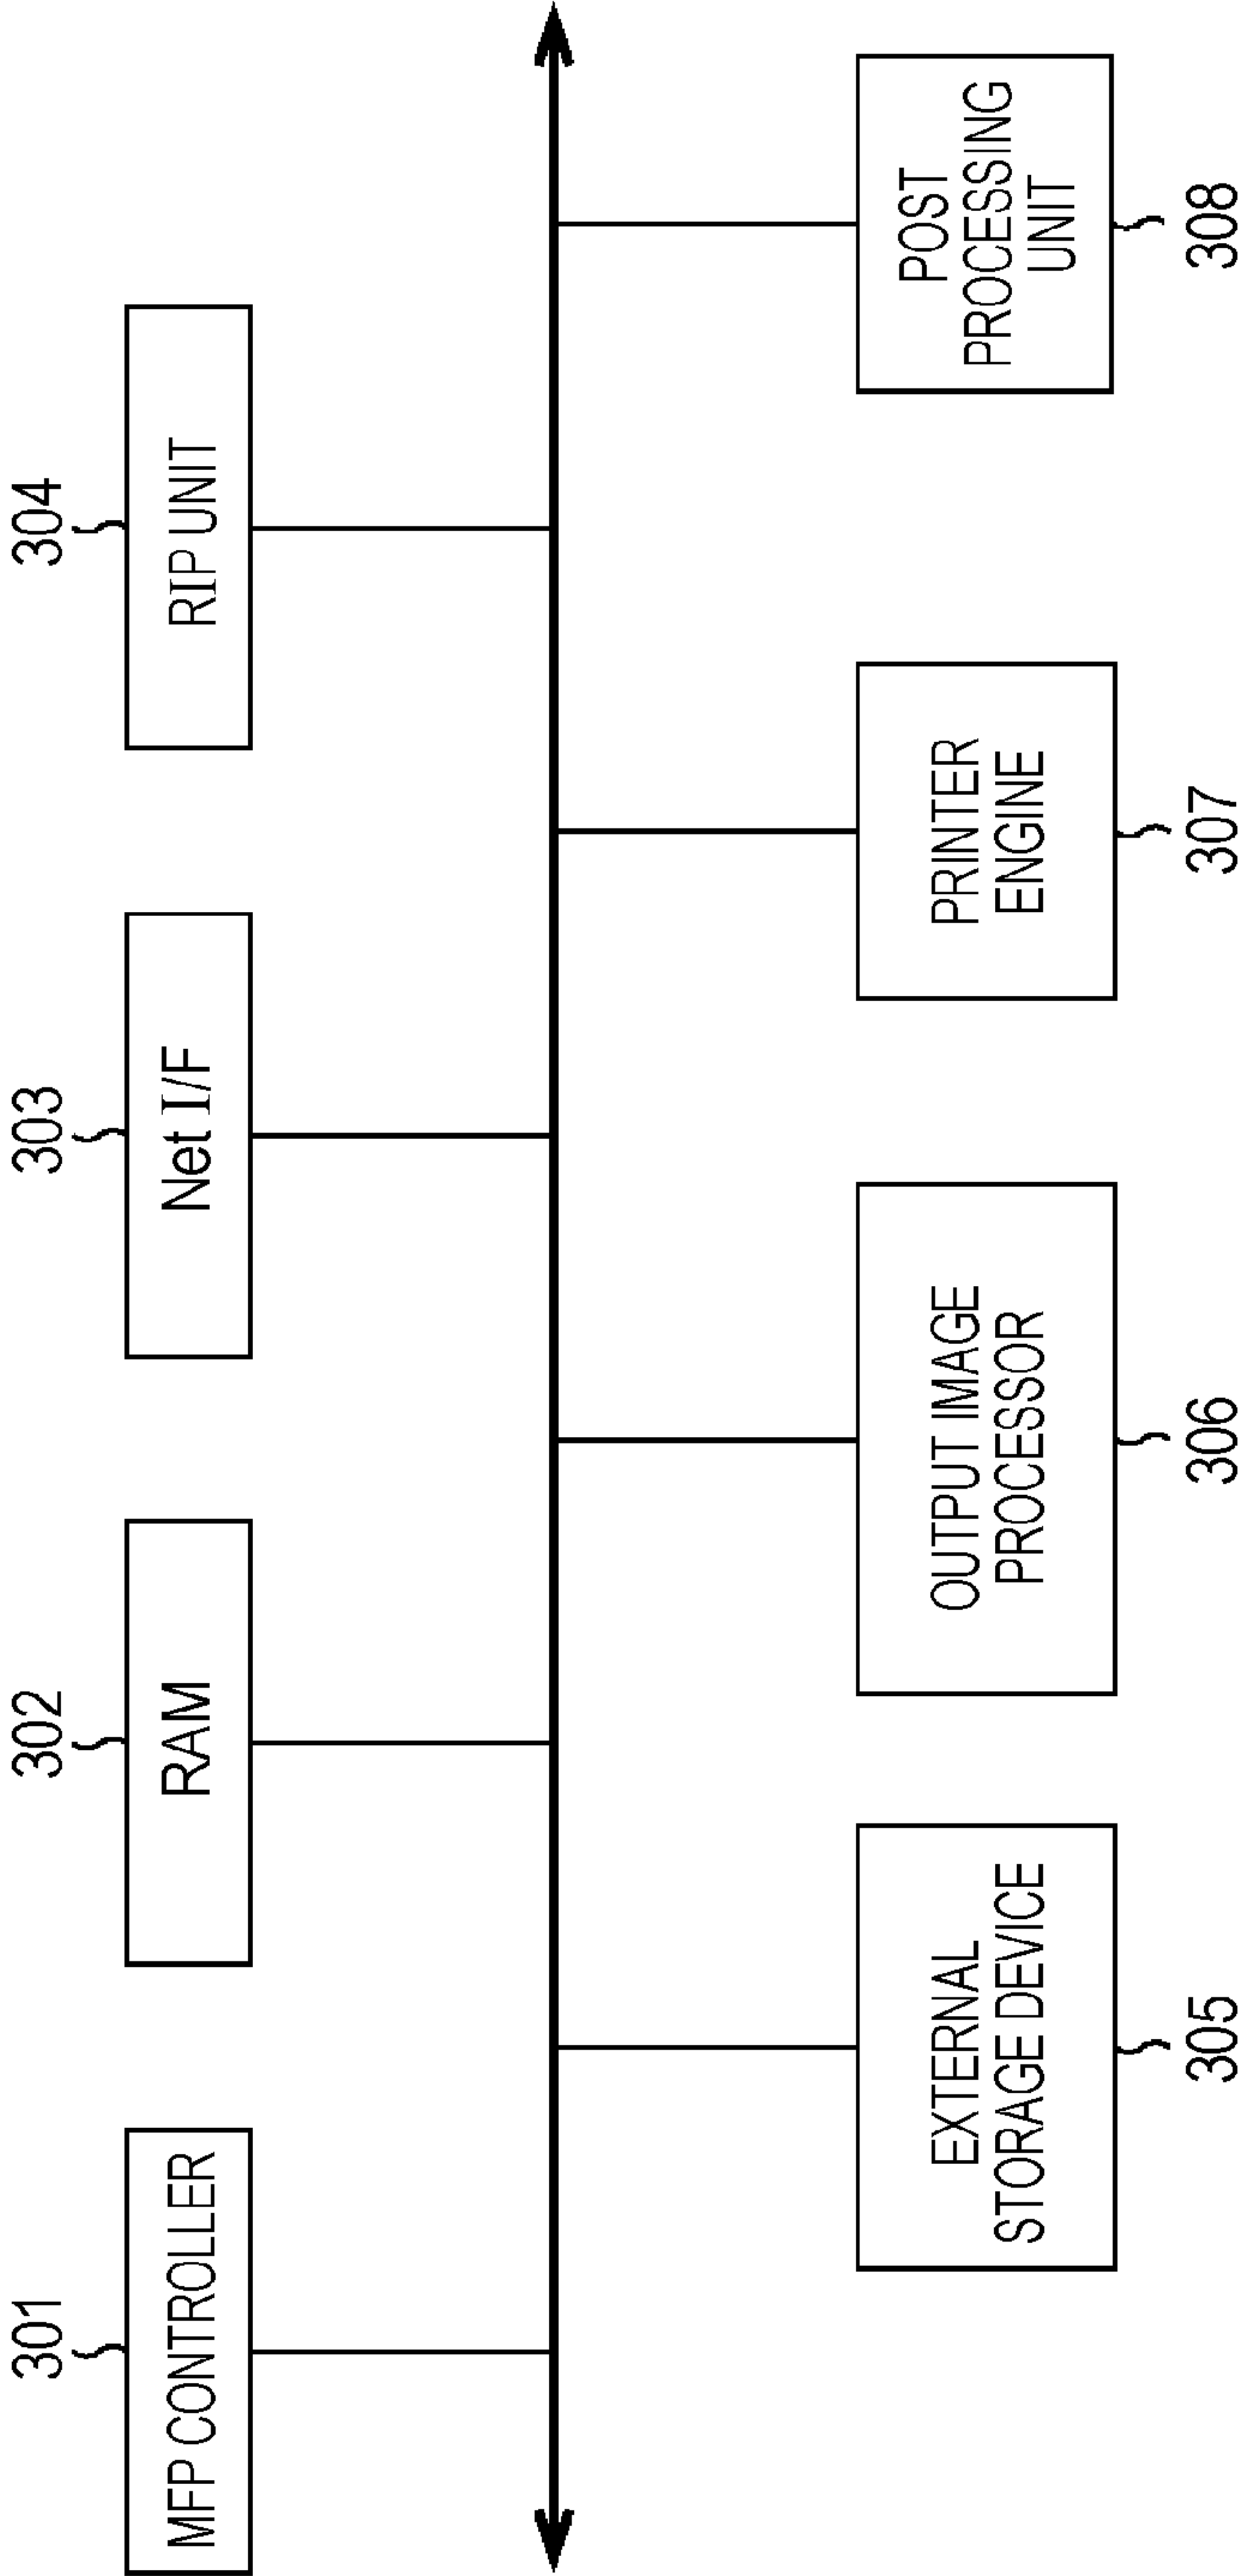 301
302
303
304
MFP CONTROLLER
RAM
Net I/F
RIP UNIT
EXTERNAL
STORAGE DEVICE
OUTPUT IMAGE
PROCESSOR
PRINTER
ENGINE
POST
PROCESSING
UNIT
305
306
307
308